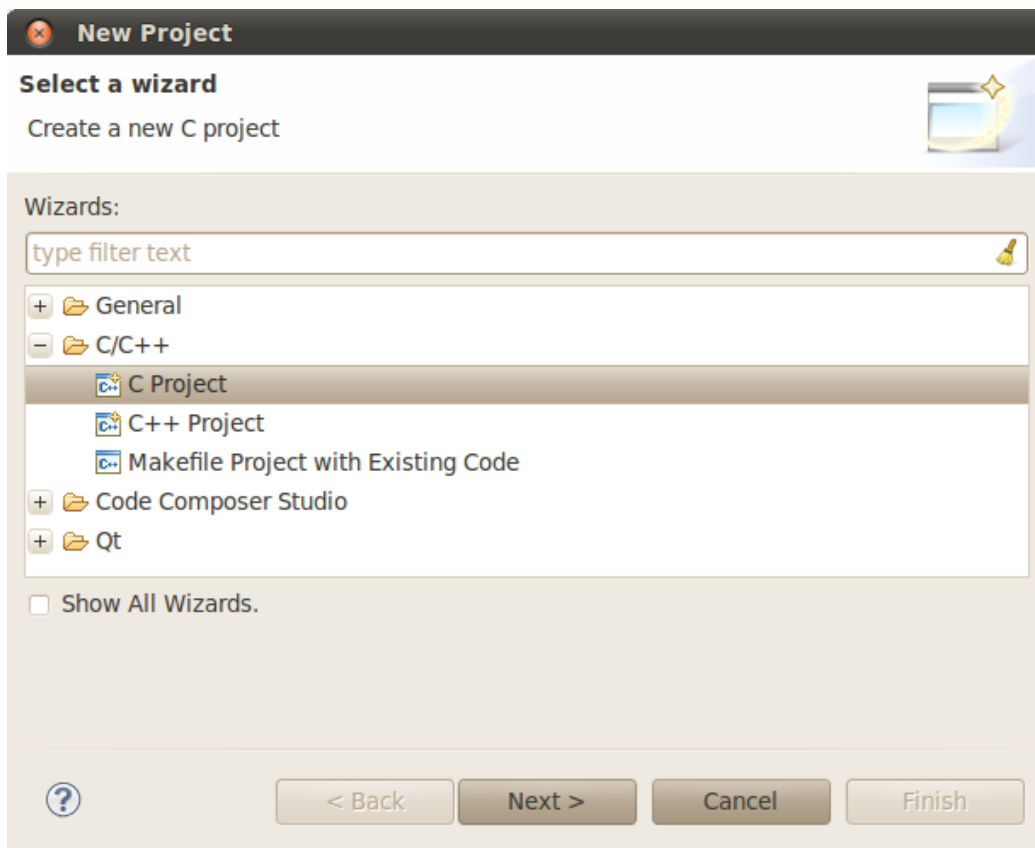 New Project
Select a wizard
Create a new C project
Wizards:
type filter text
General
C/C++
C Project
C++ Project
Makefile Project with Existing Code
Code Composer Studio
Qt
Show All Wizards.
? < Back Next > Cancel Finish